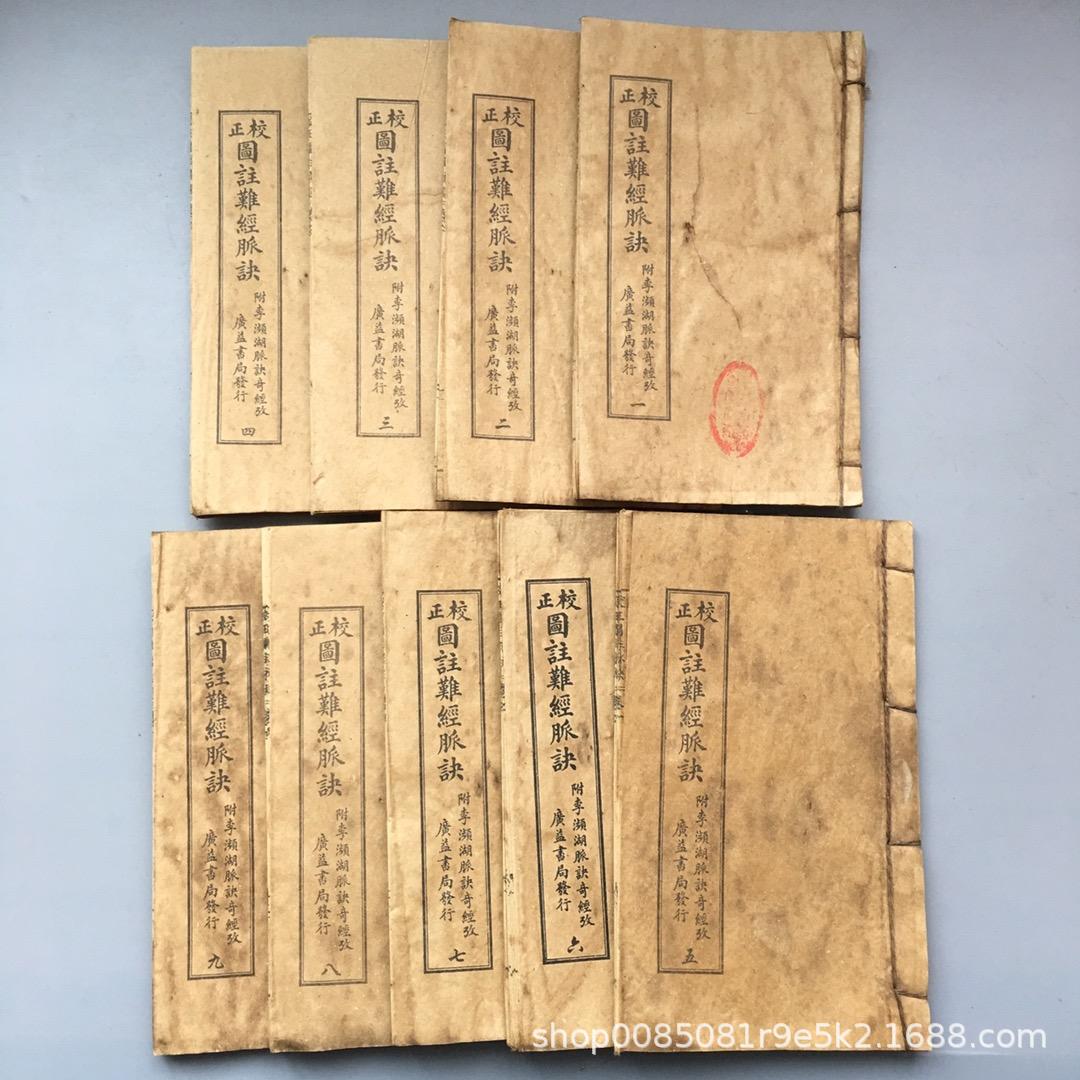 校正
圖註難經脈訣
附李瀕湖脈訣奇經攷
廣益書局發行
一
校正
圖註難經脈訣
附李瀕湖脈訣奇經攷
廣益書局發行
二
校正
圖註難經脈訣
附李瀕湖脈訣奇經攷
廣益書局發行
三
校正
圖註難經脈訣
附李瀕湖脈訣奇經攷
廣益書局發行
四
校正
圖註難經脈訣
附李瀕湖脈訣奇經攷
廣益書局發行
五
校正
圖註難經脈訣
附李瀕湖脈訣奇經攷
廣益書局發行
六
校正
圖註難經脈訣
附李瀕湖脈訣奇經攷
廣益書局發行
七
校正
圖註難經脈訣
附李瀕湖脈訣奇經攷
廣益書局發行
八
校正
圖註難經脈訣
附李瀕湖脈訣奇經攷
廣益書局發行
九
shop0085081r9e5k2.1688.com